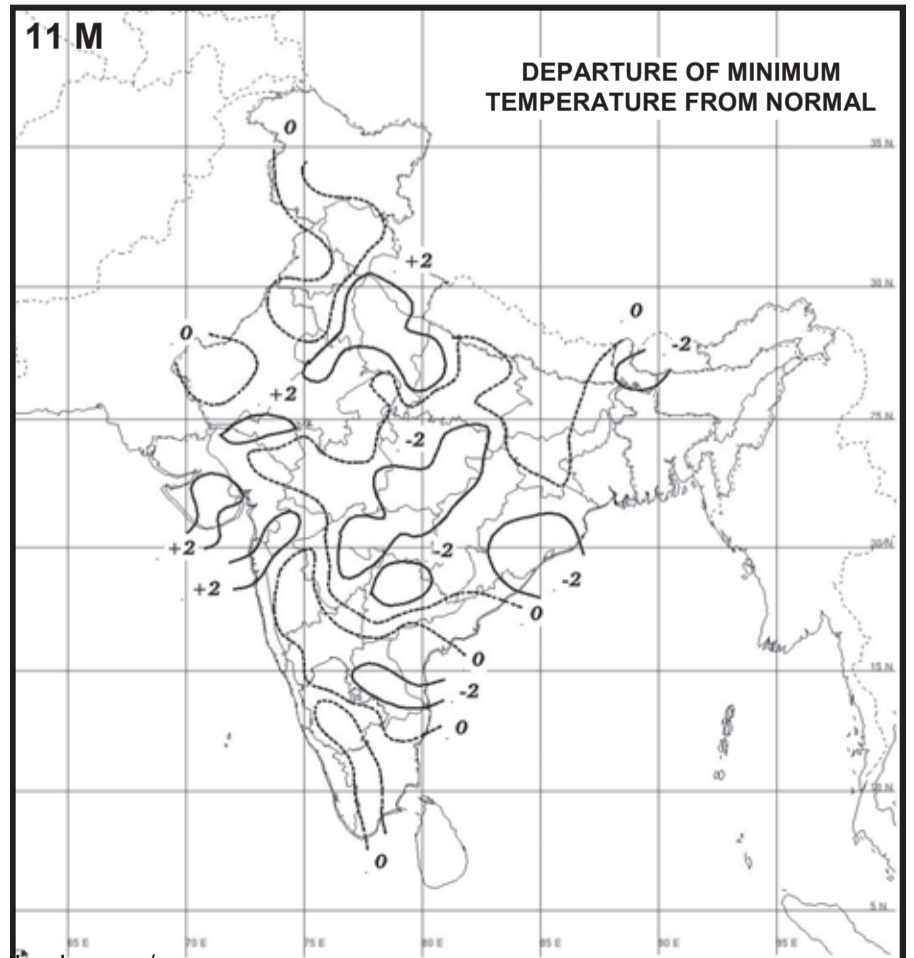 11 M
DEPARTURE OF MINIMUM
TEMPERATURE FROM NORMAL
0
35 N
+2
30 N
0
0
-2
+2
25 N
-2
+2
-2
20 N
-2
+2
0
0
15 N
-2
0
10 N
0
5 N
65 E
70 E
75 E
80 E
85 E
90 E
95 E